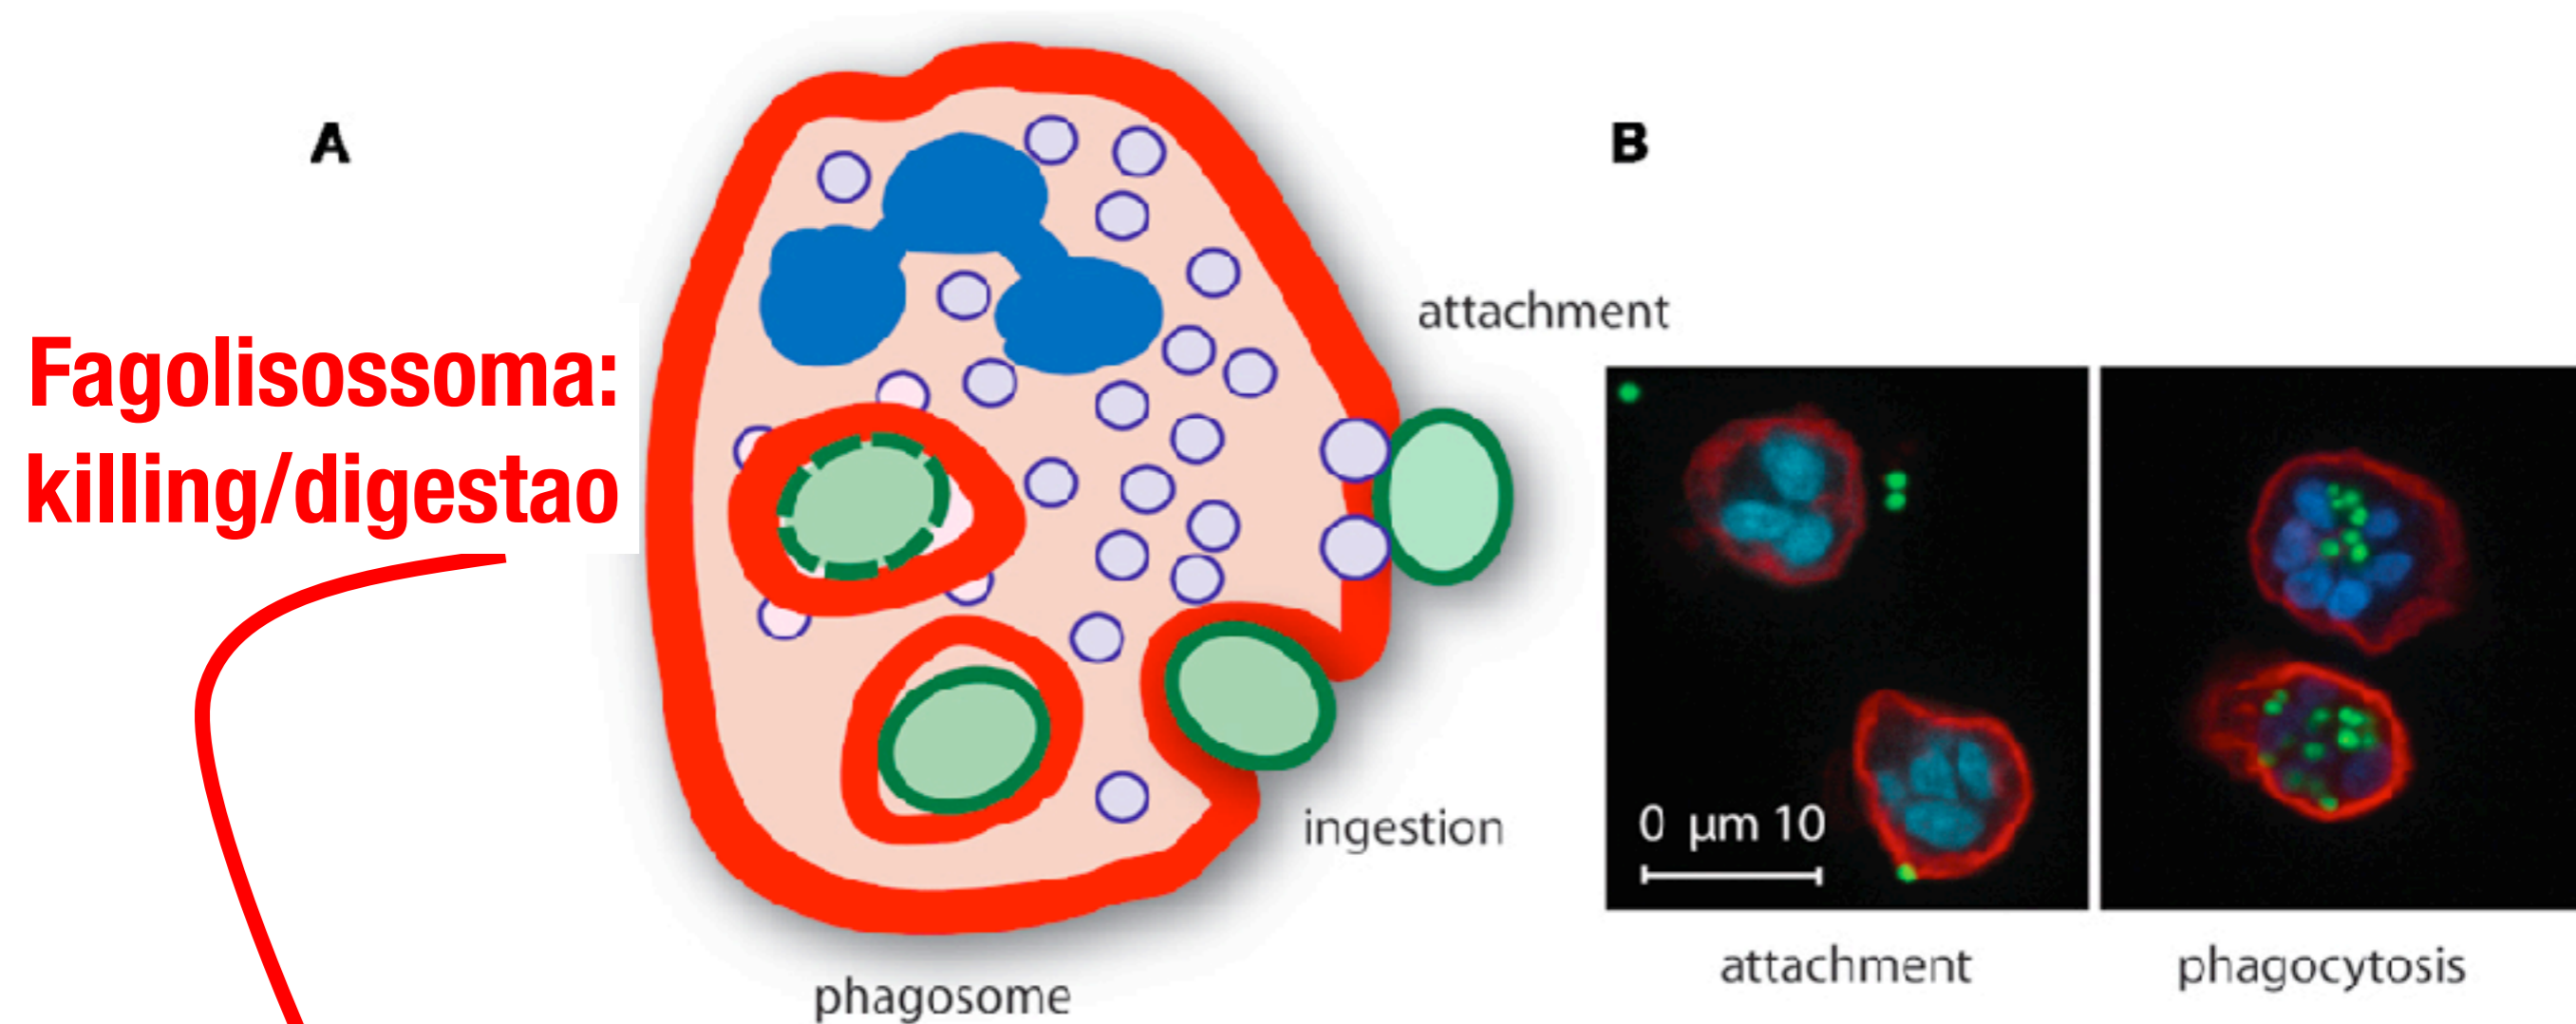 A
B
attachment
Fagolisossoma:
killing/digestao
0 µm 10
ingestion
attachment
phagocytosis
phagosome